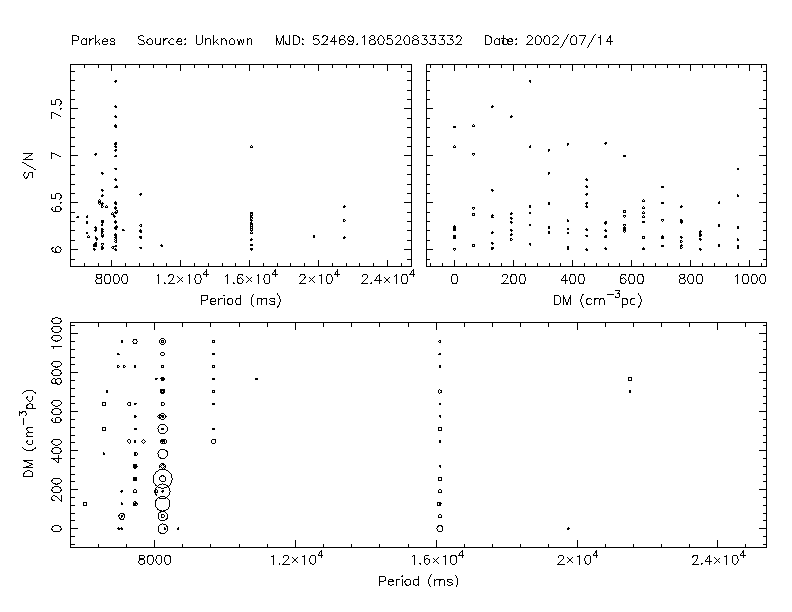 Parkes Source: Unknown MJD: 52469.180520833332 Date: 2002/07/14
S/N
7.5
7
6.5
6
8000 1.2×10⁴ 1.6×10⁴ 2×10⁴ 2.4×10⁴
Period (ms)
0 200 400 600 800 1000
DM (cm⁻³pc)
DM (cm⁻³pc)
1000
800
600
400
200
0
8000 1.2×10⁴ 1.6×10⁴ 2×10⁴ 2.4×10⁴
Period (ms)